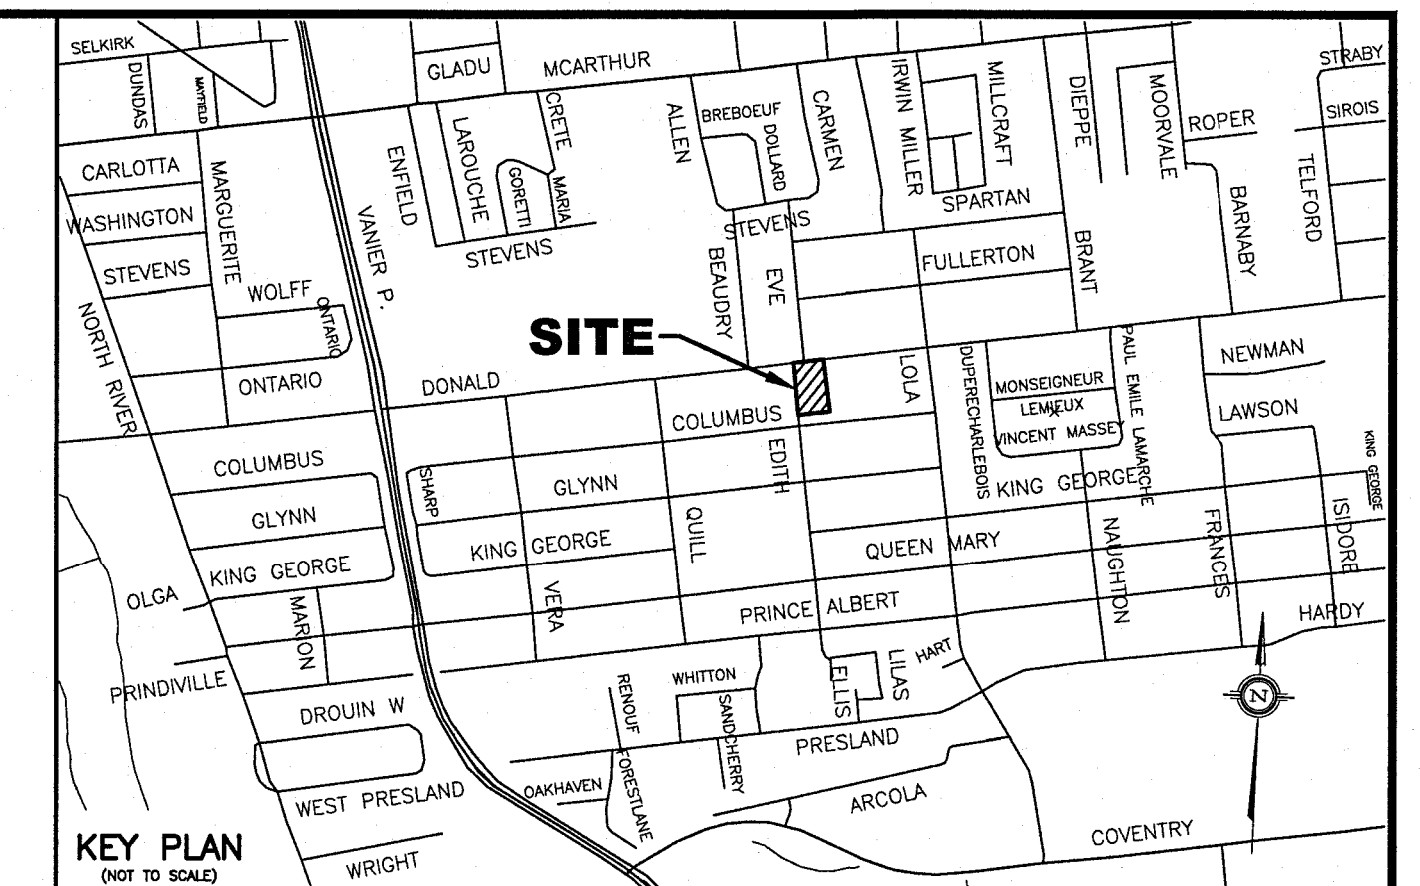 SELKIRK
DUNDAS
MAYFIELD
GLADU
MCARTHUR
CRETE
ALLEN
BREBOEUF
DOLLARD
CARMEN
IRWIN MILLER
MILLCRAFT
DIEPPE
MOORVALE
ROPER
STRABY
SIROIS
CARLOTTA
MARGUERITE
ENFIELD
LAROUCHE
GORETTI
MARIA
SPARTAN
BARNABY
TELFORD
WASHINGTON
VANIER P.
STEVENS
STEVENS
STEVENS
BEAUDRY
EVE
FULLERTON
BRANT
NORTH RIVER
WOLFF
ONTARIO
ONTARIO
SITE
DONALD
COLUMBUS
LOLA
DUPERECHARLEBOIS
MONSEIGNEUR
LEMIEUX
VINCENT MASSEY
PAUL EMILE LAMARCHE
NEWMAN
LAWSON
KING GEORGE
COLUMBUS
SHARP
GLYNN
EDITH
KING GEORGE
GLYNN
KING GEORGE
QUILL
QUEEN MARY
NAUGHTON
FRANCES
ISIDORE
KING GEORGE
OLGA
MARION
VERA
PRINCE ALBERT
HARDY
PRINDIVILLE
DROUIN W
RENOUF
WHITTON
SANDCHERRY
ELLIS
LILAS
HART
N
PRESLAND
WEST PRESLAND
OAKHAVEN
FORESTLANE
ARCOLA
COVENTRY
WRIGHT
KEY PLAN
(NOT TO SCALE)